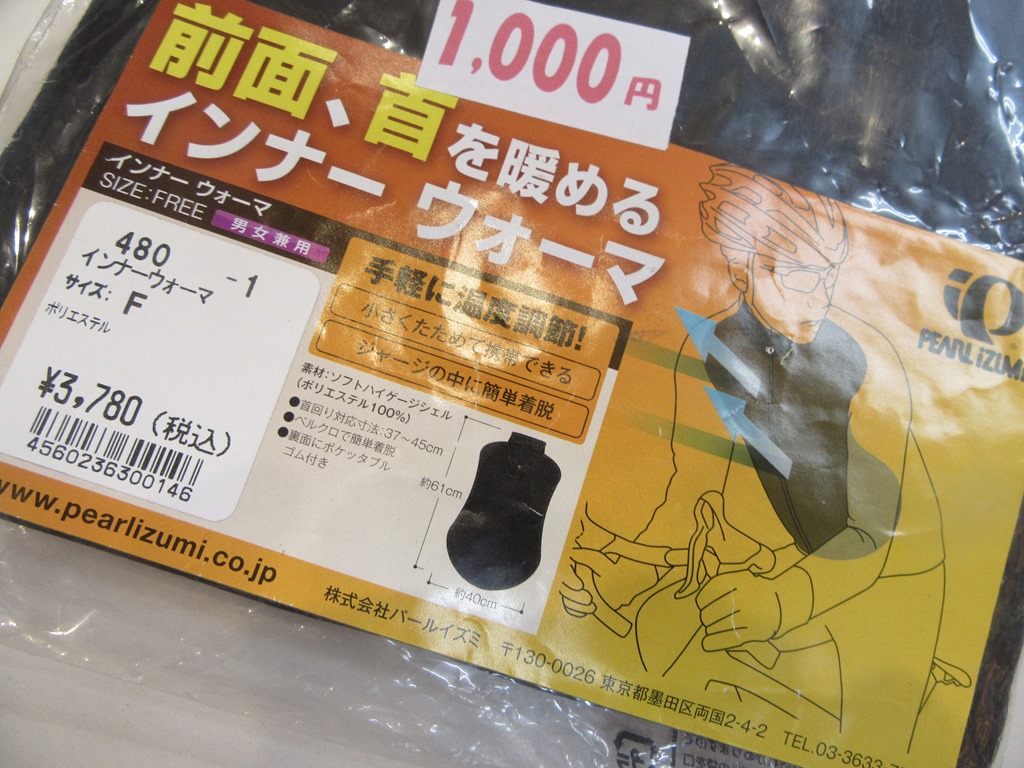 1,000円
前面、首を暖める
インナー ウォーマ
インナー ウォーマ
SIZE:FREE 男女兼用
480 -1
インナーウォーマ
サイズ: F
ポリエステル
¥3,780 (税込)
4560236300146
手軽に温度調節!
小さくたためて携帯できる
ジャージの中に簡単着脱
素材:ソフトハイゲージシェル
(ポリエステル100%)
●首回り対応寸法:37~45cm
●ベルクロで簡単着脱
●裏面にポケッタブル
ゴム付き
約61cm
約40cm
PEARL iZUMi
www.pearlizumi.co.jp
株式会社パールイズミ 〒130-0026 東京都墨田区両国2-4-2 TEL.03-3633-7